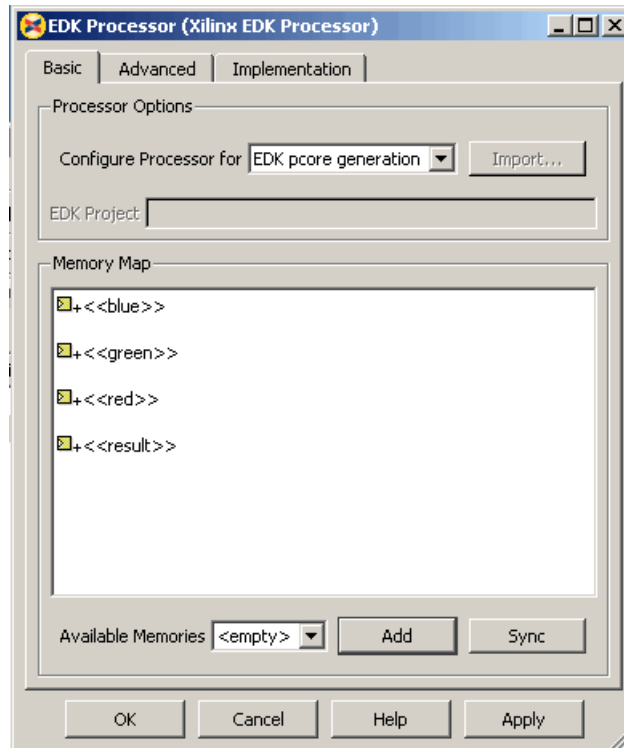 EDK Processor (Xilinx EDK Processor)
Basic Advanced Implementation
Processor Options
Configure Processor for EDK pcore generation Import...
EDK Project
Memory Map
+<<blue>>
+<<green>>
+<<red>>
+<<result>>
Available Memories <empty> Add Sync
OK Cancel Help Apply